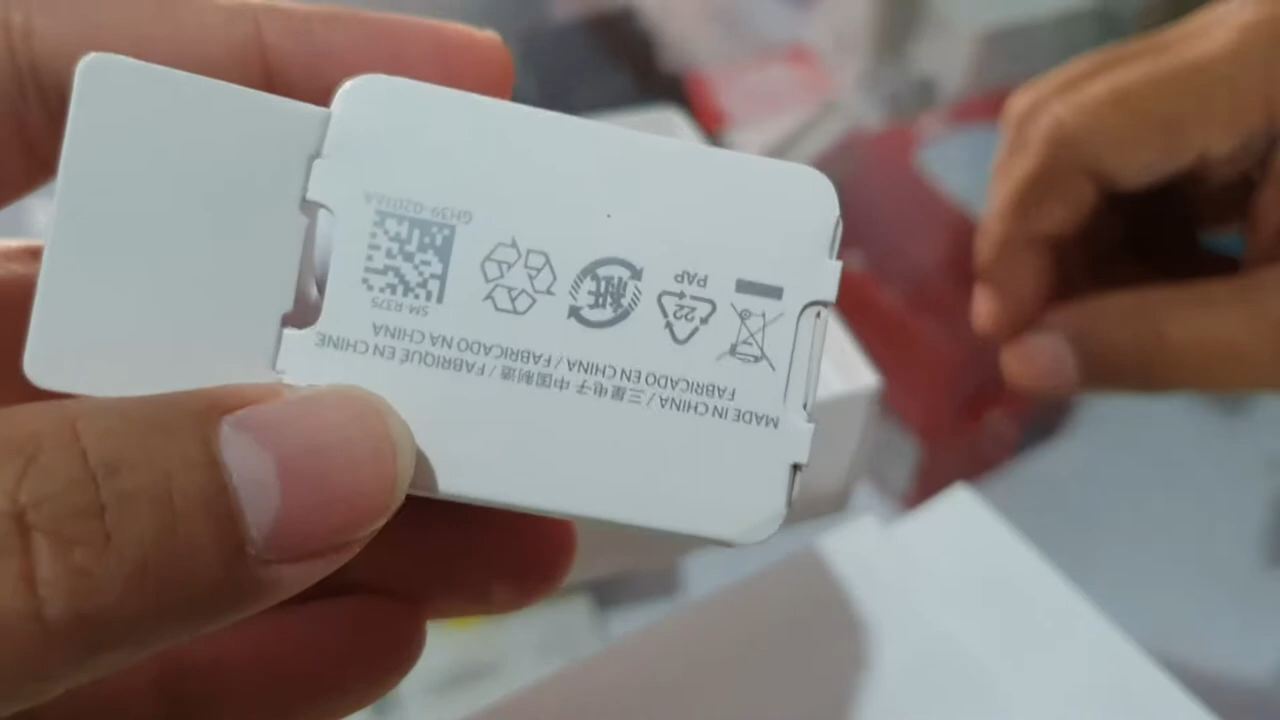 MADE IN CHINA / 三星电子 中国制造 / FABRIQUÉ EN CHINE
FABRICADO EN CHINA / FABRICADO NA CHINA
22
PAP
紙
SM-R375